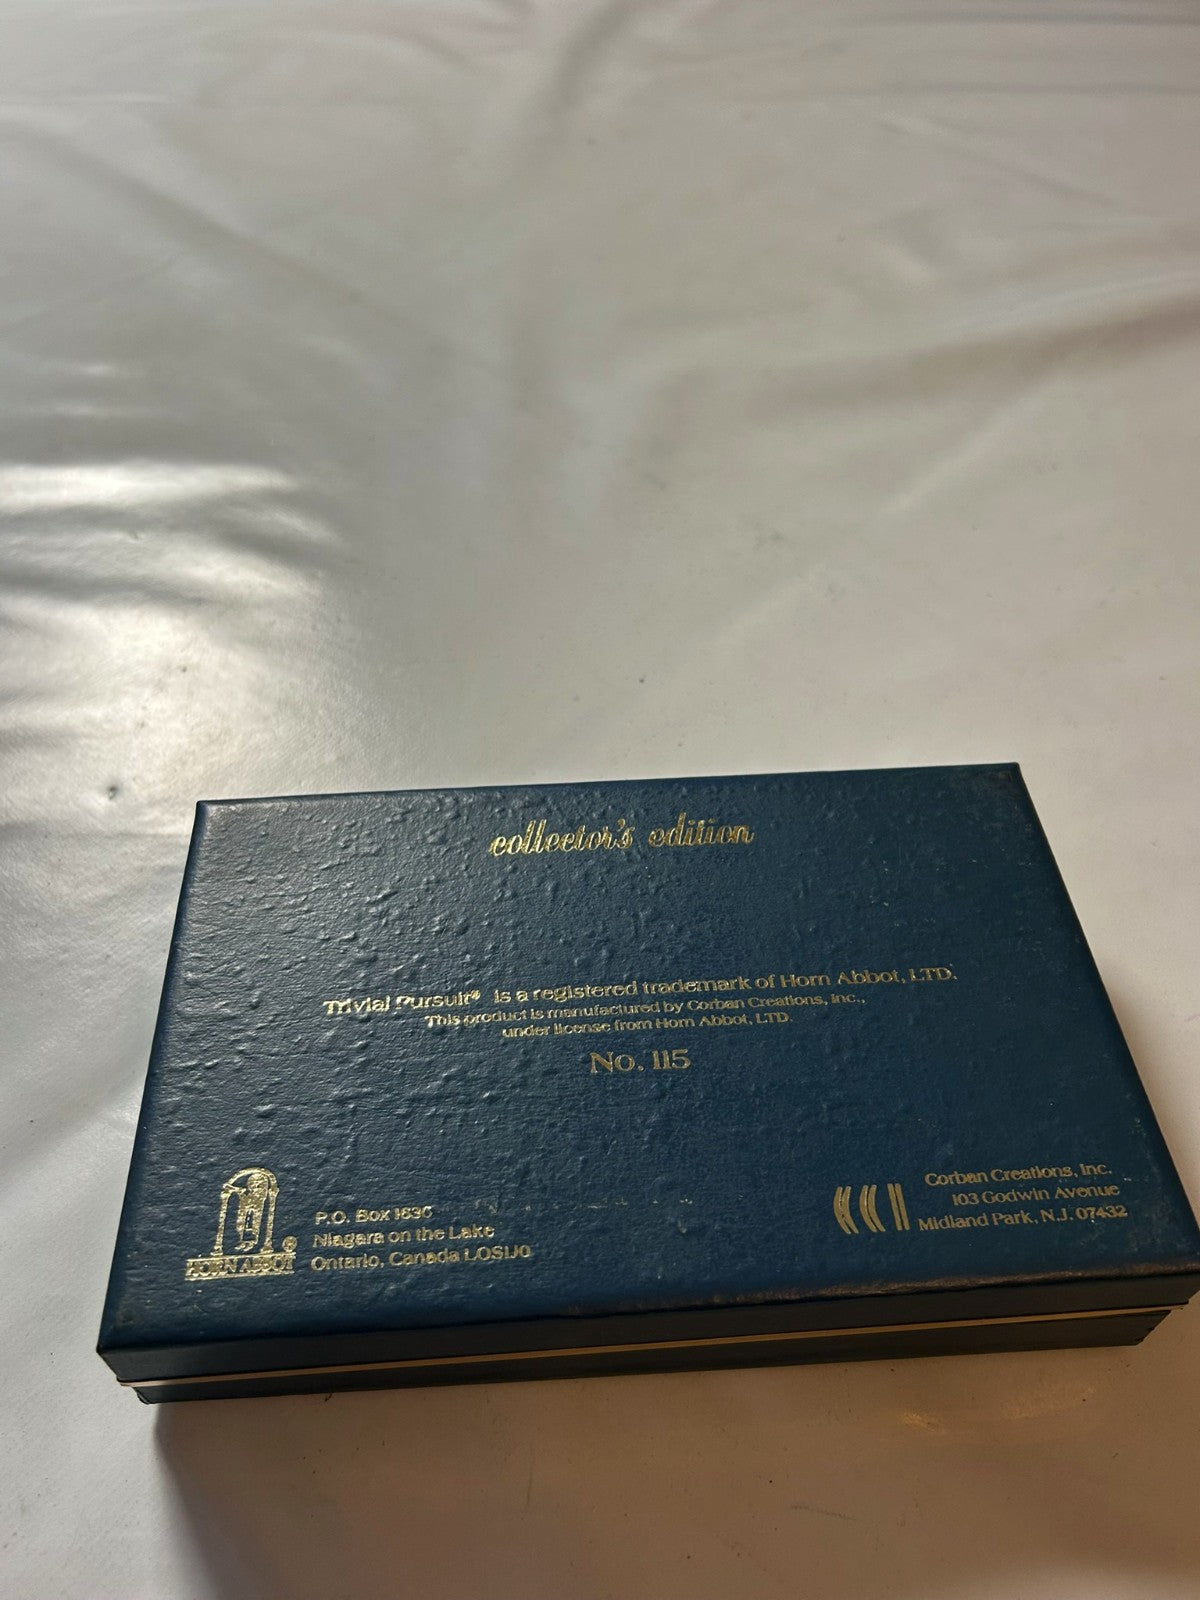 collector's edition
Trivial Pursuit® is a registered trademark of Horn Abbot, LTD.
This product is manufactured by Corban Creations, Inc.,
under license from Horn Abbot, LTD.
No. 115
HORN ABBOT ®
P.O. Box 1630
Niagara on the Lake
Ontario, Canada LOS1J0
CCI
Corban Creations, Inc.
103 Godwin Avenue
Midland Park, N.J. 07432